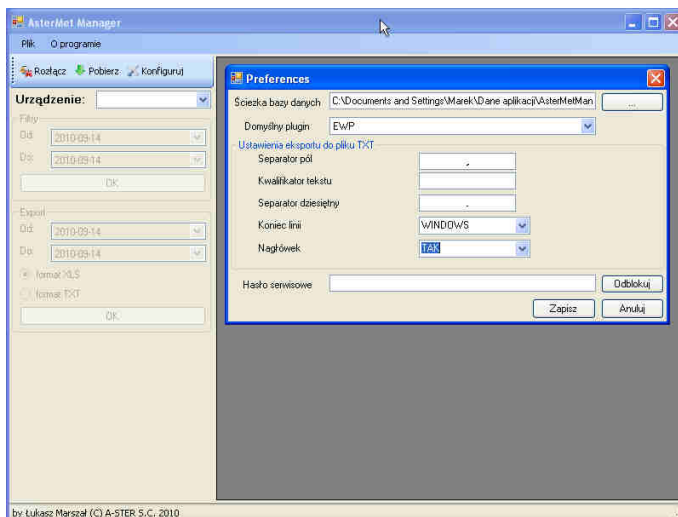 AsterMet Manager
Plik O programie
Rozłącz Pobierz Konfiguruj
Urządzenie:
Filtry
Od: 2010-09-14
Do: 2010-09-14
OK
Export
Od: 2010-09-14
Do: 2010-09-14
format XLS
format TXT
OK
Preferences
Ścieżka bazy danych C:\Documents and Settings\Marek\Dane aplikacji\AsterMetMan ...
Domyślny plugin EWP
Ustawienia eksportu do pliku TXT
Separator pól ,
Kwalifikator tekstu
Separator dziesiętny .
Koniec linii WINDOWS
Nagłówek TAK
Hasło serwisowe Odblokuj
Zapisz Anuluj
by Łukasz Marszał (C) A-STER S.C. 2010